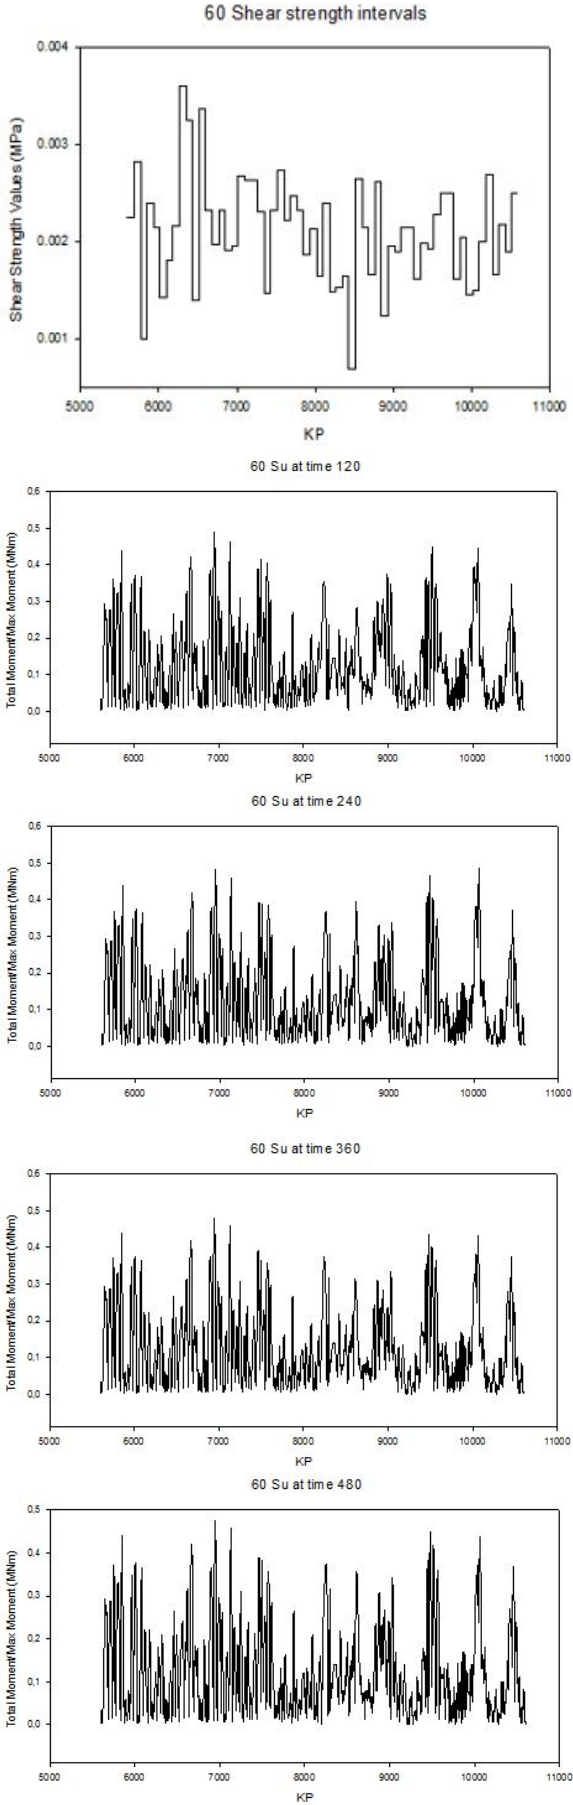 60 Shear strength intervals
0.004
0.003
0.002
0.001
Shear Strength Values (MPa)
5000 6000 7000 8000 9000 10000 11000
KP
60 Su at time 120
0,6
0,5
0,4
0,3
0,2
0,1
0,0
Total Moment/Max Moment (MNm)
5000 6000 7000 8000 9000 10000 11000
KP
60 Su at time 240
0,6
0,5
0,4
0,3
0,2
0,1
0,0
Total Moment/Max Moment (MNm)
5000 6000 7000 8000 9000 10000 11000
KP
60 Su at time 360
0,6
0,5
0,4
0,3
0,2
0,1
0,0
Total Moment/Max Moment (MNm)
5000 6000 7000 8000 9000 10000 11000
KP
60 Su at time 480
0,5
0,4
0,3
0,2
0,1
0,0
Total Moment/Max Moment (MNm)
5000 6000 7000 8000 9000 10000 11000
KP